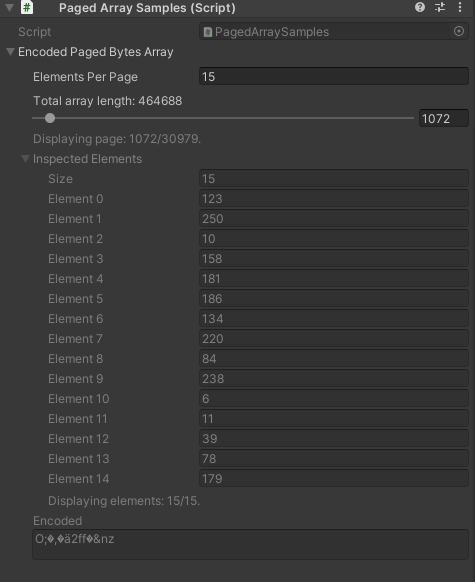 Paged Array Samples (Script)
Script PagedArraySamples
Encoded Paged Bytes Array
Elements Per Page 15
Total array length: 464688
1072
Displaying page: 1072/30979.
Inspected Elements
Size 15
Element 0 123
Element 1 250
Element 2 10
Element 3 158
Element 4 181
Element 5 186
Element 6 134
Element 7 220
Element 8 84
Element 9 238
Element 10 6
Element 11 11
Element 12 39
Element 13 78
Element 14 179
Displaying elements: 15/15.
Encoded
O;�,�ä2ff�&nz